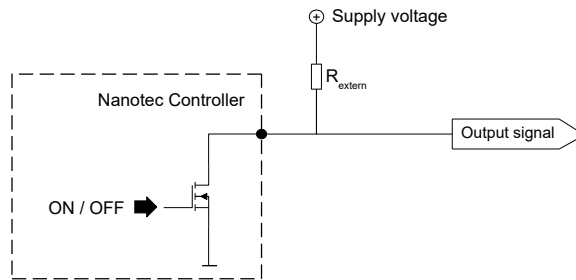 Supply voltage
R extern
Nanotec Controller
Output signal
ON / OFF